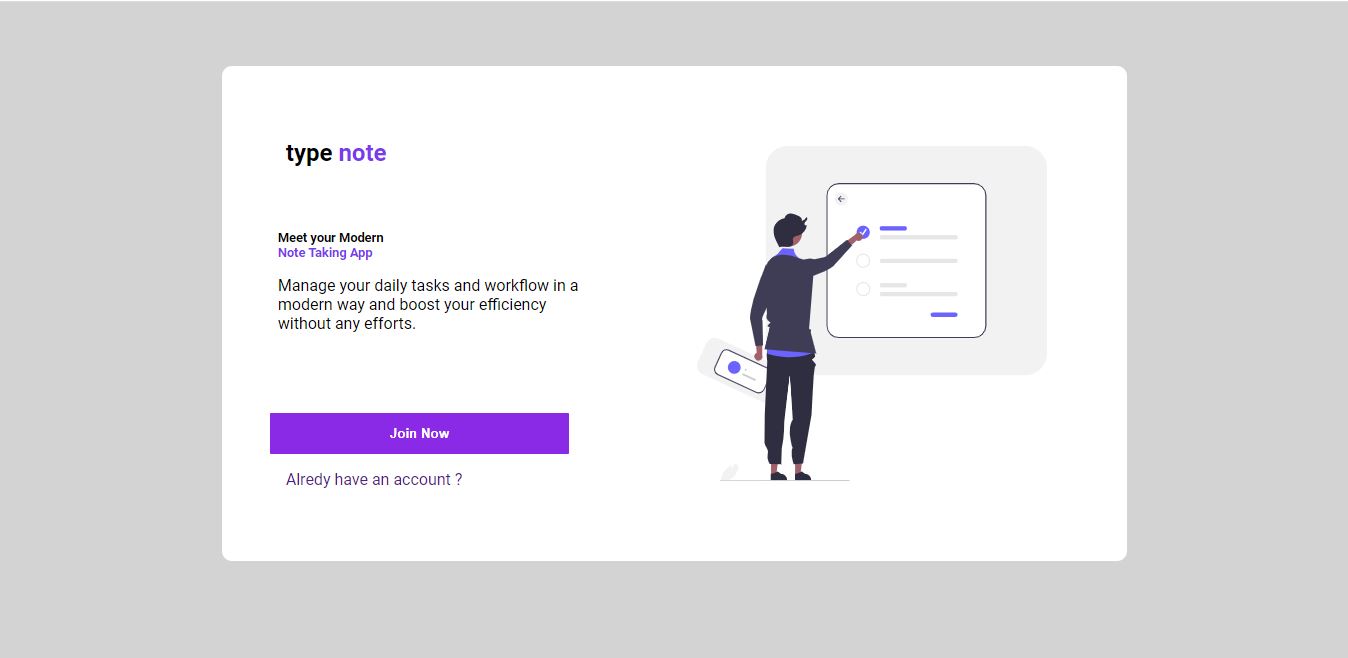 type note
Meet your Modern
Note Taking App
Manage your daily tasks and workflow in a
modern way and boost your efficiency
without any efforts.
Join Now
Alredy have an account ?